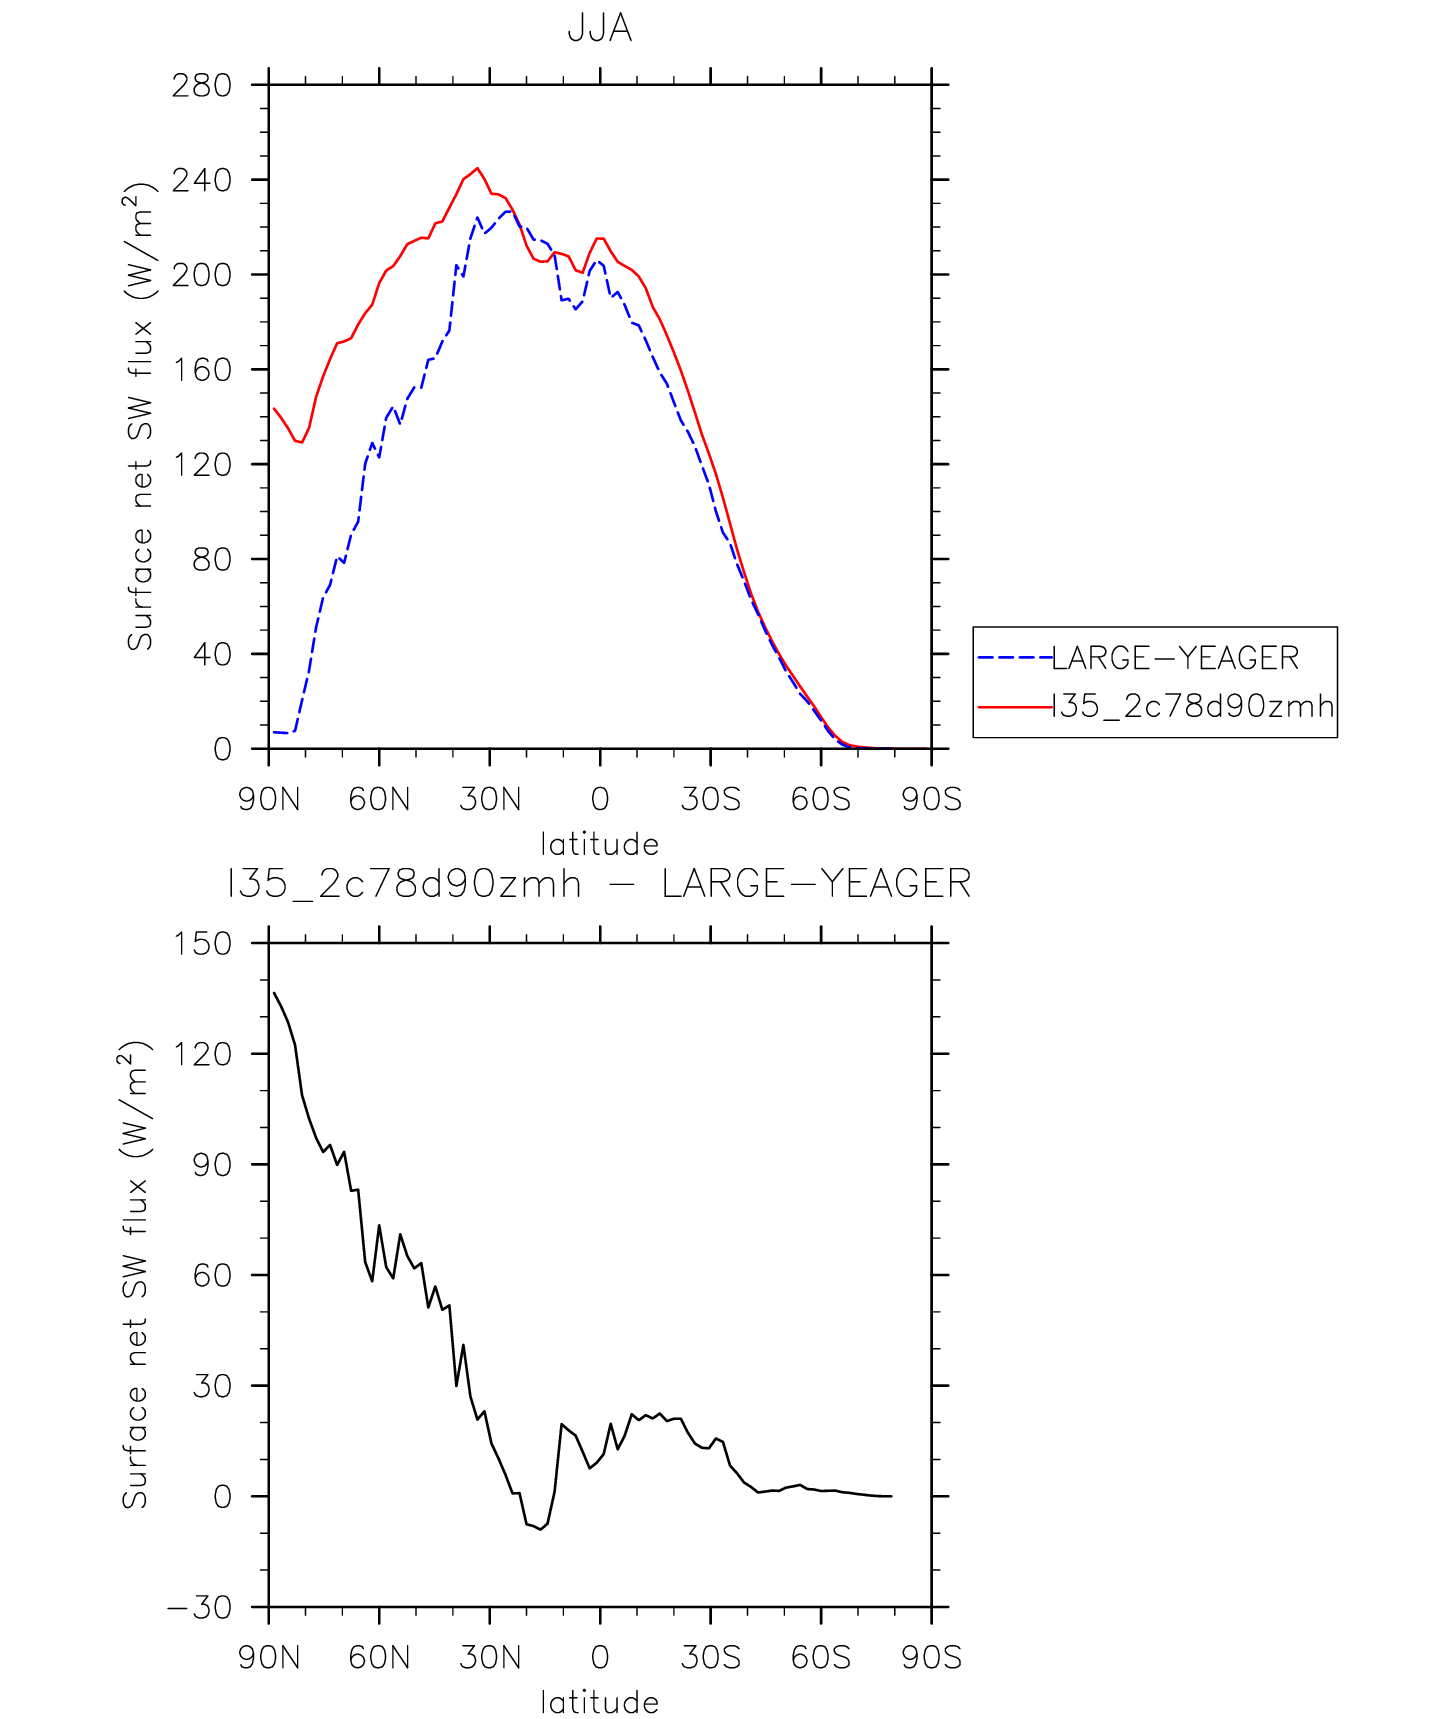 JJA
280
240
200
160
120
80
40
0
Surface net SW flux (W/m²)
90N 60N 30N 0 30S 60S 90S
latitude
LARGE-YEAGER
I35_2c78d90zmh
I35_2c78d90zmh - LARGE-YEAGER
150
120
90
60
30
0
-30
Surface net SW flux (W/m²)
90N 60N 30N 0 30S 60S 90S
latitude